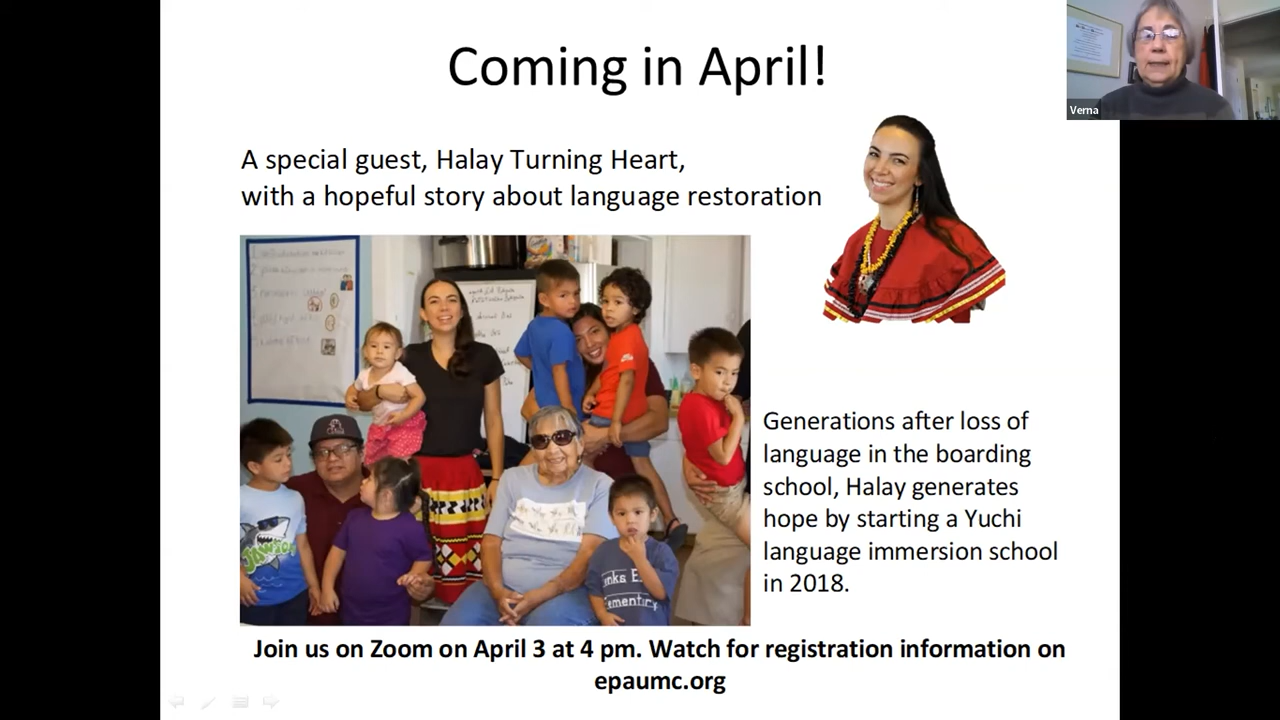 Coming in April!
Verna
A special guest, Halay Turning Heart,
with a hopeful story about language restoration
JAWSOME
Elementary
Generations after loss of
language in the boarding
school, Halay generates
hope by starting a Yuchi
language immersion school
in 2018.
Join us on Zoom on April 3 at 4 pm. Watch for registration information on
epaumc.org